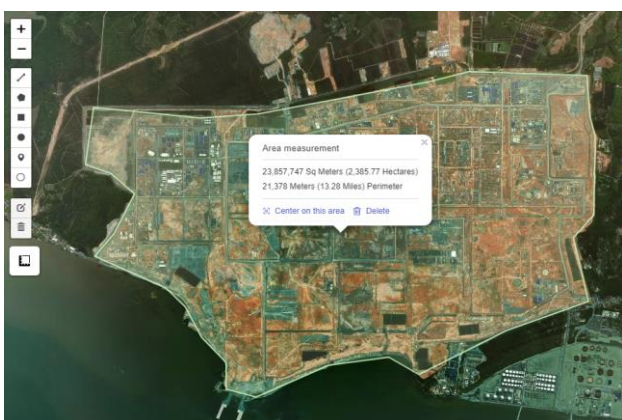 Area measurement
23,857,747 Sq Meters (2,385.77 Hectares)
21,378 Meters (13.28 Miles) Perimeter
Center on this area Delete